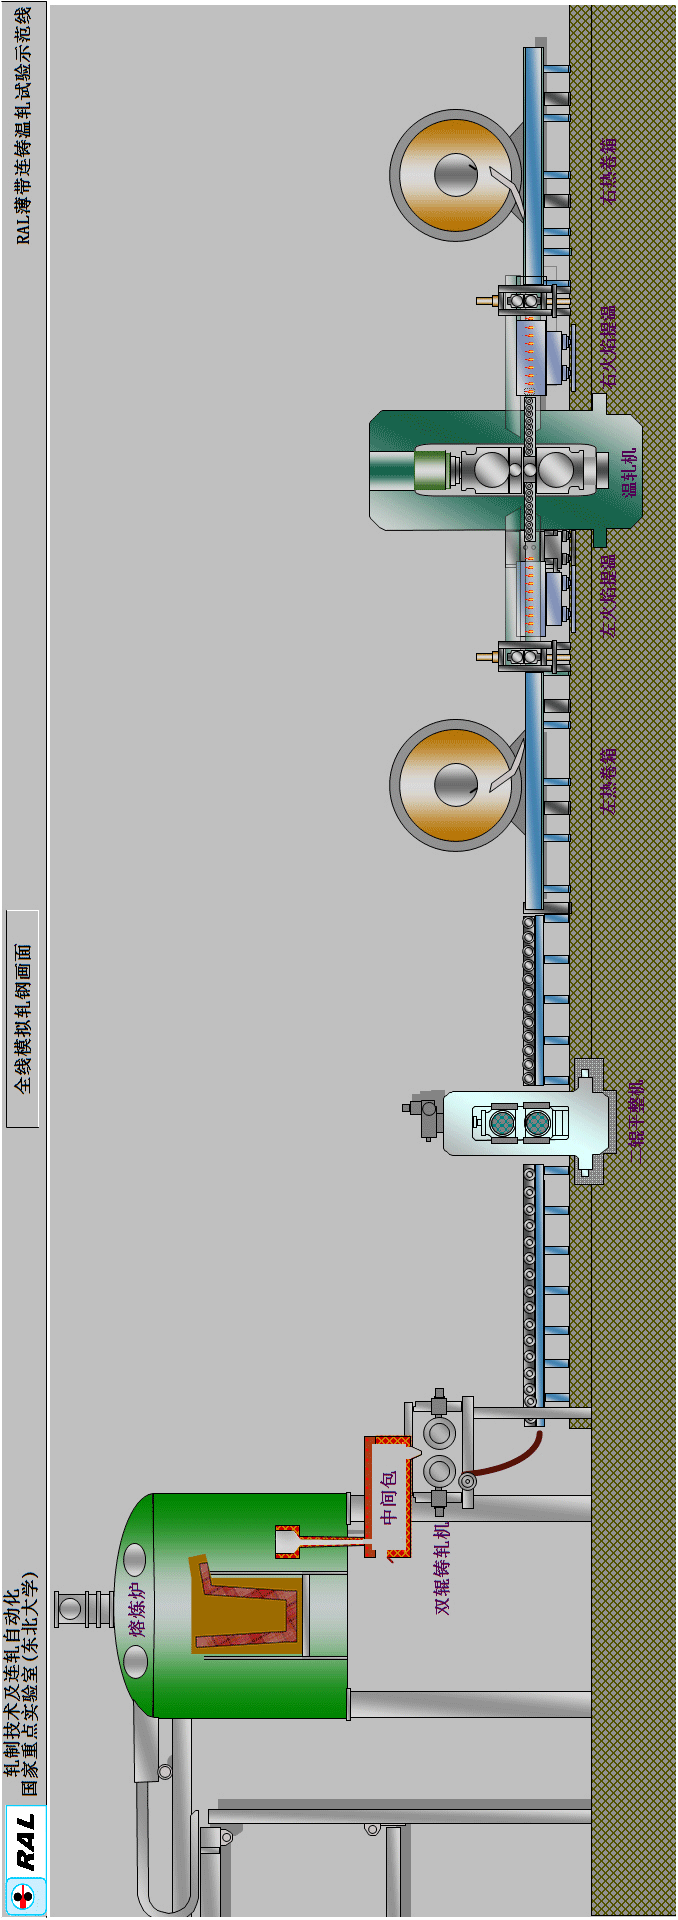 RAL
轧制技术及连轧自动化
国家重点实验室(东北大学)
全线模拟轧钢画面
RAL薄带连铸温轧试验示范线
熔炼炉
中间包
双辊铸轧机
二辊平整机
左热卷箱
左火焰提温
温轧机
右火焰提温
右热卷箱